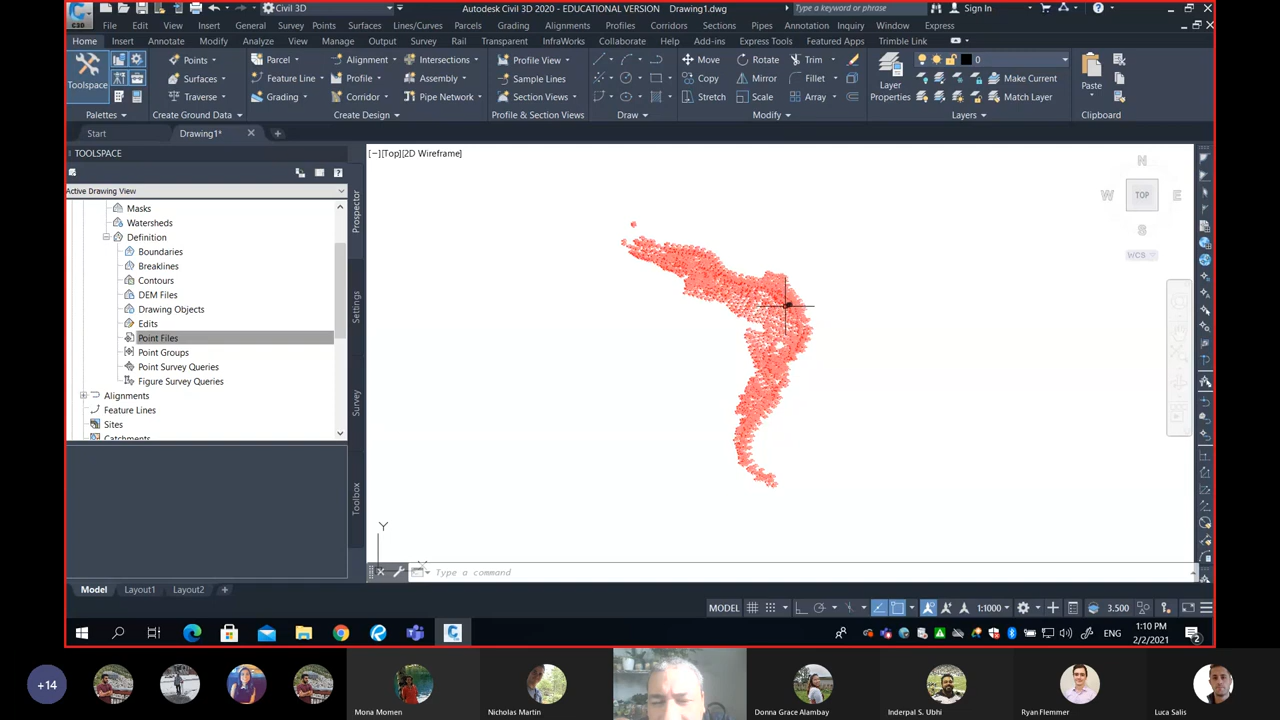 C3D Civil 3D Autodesk Civil 3D 2020 - EDUCATIONAL VERSION Drawing1.dwg Type a keyword or phrase Sign In
File Edit View Insert General Survey Points Surfaces Lines/Curves Parcels Grading Alignments Profiles Corridors Sections Pipes Annotation Inquiry Window Express
Home Insert Annotate Modify Analyze View Manage Output Survey Rail Transparent InfraWorks Collaborate Help Add-ins Express Tools Featured Apps Trimble Link
Toolspace Points Parcel Alignment Intersections Profile View Move Rotate Trim 0
Surfaces Feature Line Profile Assembly Sample Lines Copy Mirror Fillet Layer Properties Make Current Paste
Traverse Grading Corridor Pipe Network Section Views Stretch Scale Array Match Layer
Palettes Create Ground Data Create Design Profile & Section Views Draw Modify Layers Clipboard
Start Drawing1*
TOOLSPACE
Active Drawing View
Masks
Watersheds
Definition
Boundaries
Breaklines
Contours
DEM Files
Drawing Objects
Edits
Point Files
Point Groups
Point Survey Queries
Figure Survey Queries
Alignments
Feature Lines
Sites
Catchments
Prospector
Settings
Survey
Toolbox
[−][Top][2D Wireframe]
N
W TOP E
S
WCS
Y
X
Type a command
Model Layout1 Layout2
MODEL 1:1000 3.500
ENG 1:10 PM
2/2/2021 2
+14 Mona Momen Nicholas Martin Donna Grace Alambay Inderpal S. Ubhi Ryan Flemmer Luca Salis